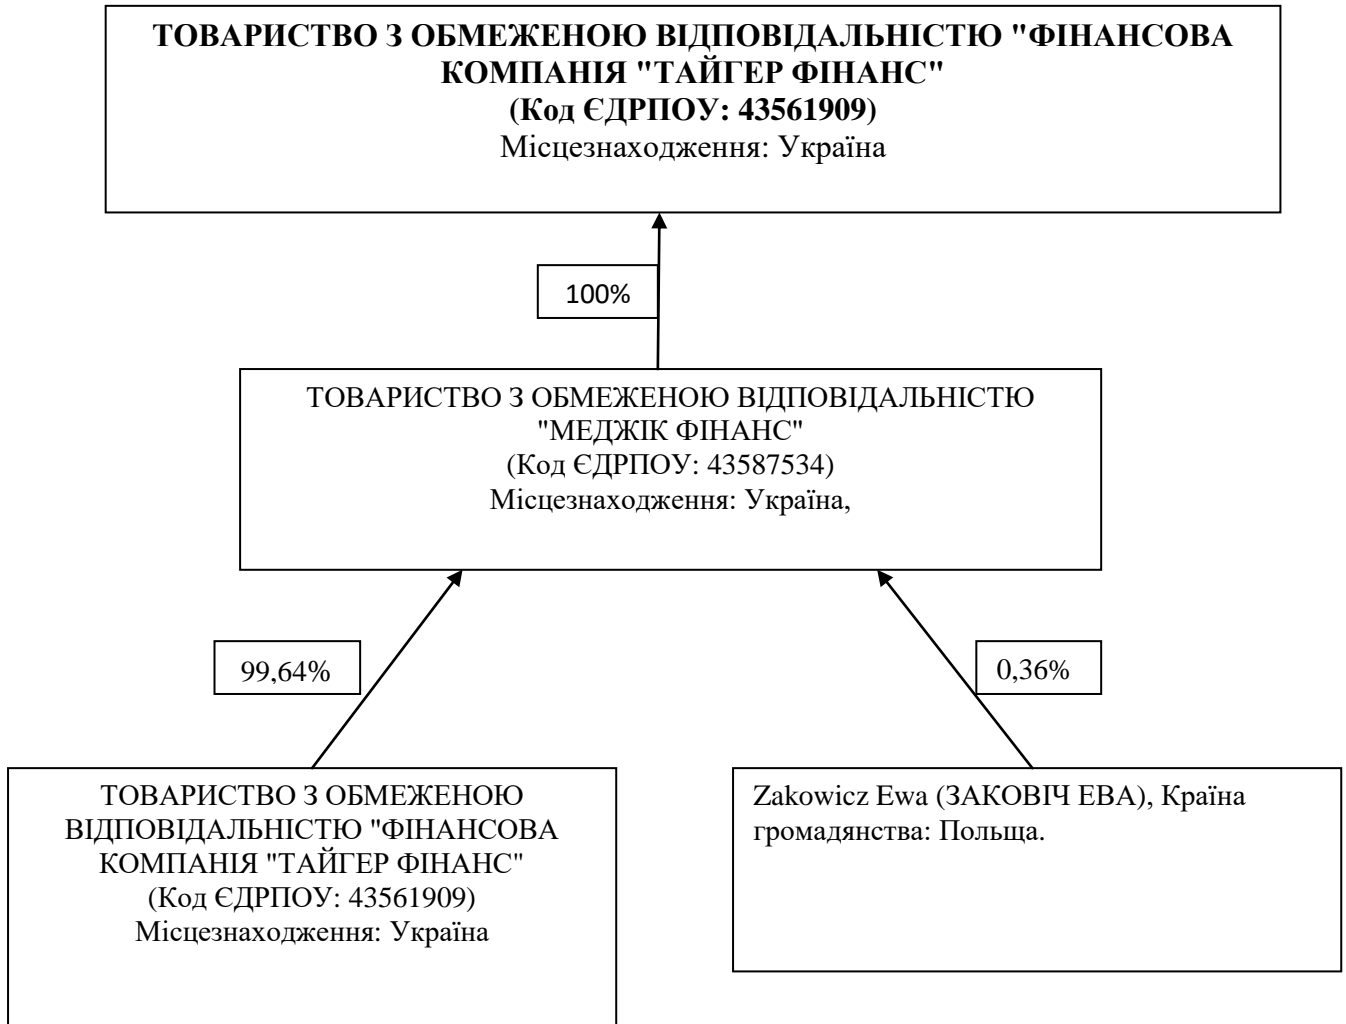 ТОВАРИСТВО З ОБМЕЖЕНОЮ ВІДПОВІДАЛЬНІСТЮ "ФІНАНСОВА
КОМПАНІЯ "ТАЙГЕР ФІНАНС"
(Код ЄДРПОУ: 43561909)
Місцезнаходження: Україна
100%
ТОВАРИСТВО З ОБМЕЖЕНОЮ ВІДПОВІДАЛЬНІСТЮ
"МЕДЖІК ФІНАНС"
(Код ЄДРПОУ: 43587534)
Місцезнаходження: Україна,
99,64%
0,36%
ТОВАРИСТВО З ОБМЕЖЕНОЮ
ВІДПОВІДАЛЬНІСТЮ "ФІНАНСОВА
КОМПАНІЯ "ТАЙГЕР ФІНАНС"
(Код ЄДРПОУ: 43561909)
Місцезнаходження: Україна
Zakowicz Ewa (ЗАКОВІЧ ЕВА), Країна
громадянства: Польща.